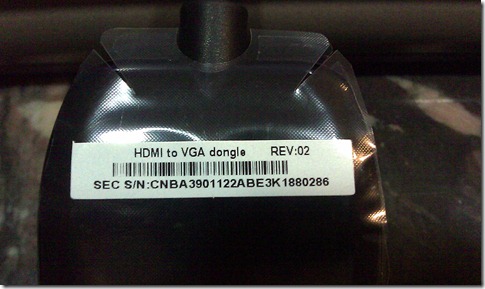 HDMI to VGA dongle REV:02
SEC S/N:CNBA3901122ABE3K1880286